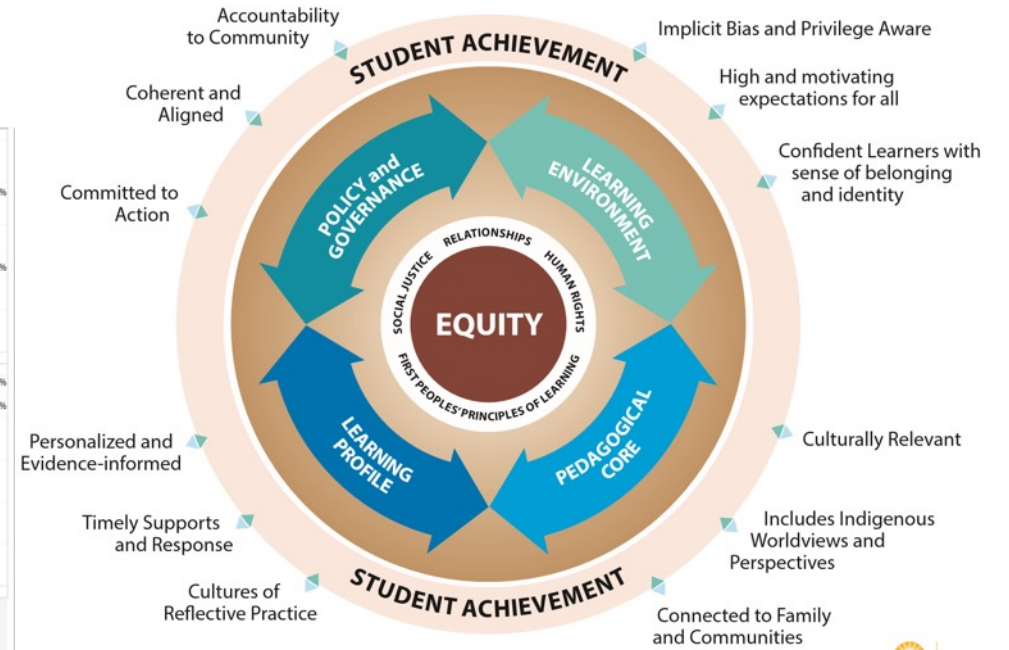 STUDENT ACHIEVEMENT
Accountability
to Community
Coherent and
Aligned
Committed to
Action
Implicit Bias and Privilege Aware
High and motivating
expectations for all
Confident Learners with
sense of belonging
and identity
POLICY and
GOVERNANCE
LEARNING
ENVIRONMENT
RELATIONSHIPS
SOCIAL JUSTICE
HUMAN RIGHTS
EQUITY
FIRST PEOPLES' PRINCIPLES OF LEARNING
LEARNING
PROFILE
PEDAGOGICAL
CORE
Personalized and
Evidence-informed
Timely Supports
and Response
Cultures of
Reflective Practice
Culturally Relevant
Includes Indigenous
Worldviews and
Perspectives
Connected to Family
and Communities
STUDENT ACHIEVEMENT
%
%
%
%